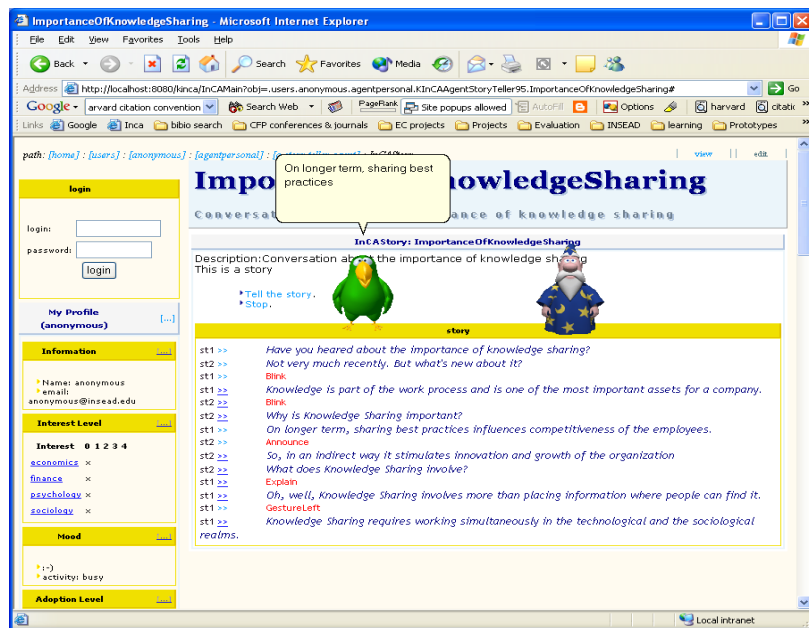 ImportanceOfKnowledgeSharing - Microsoft Internet Explorer
File Edit View Favorites Tools Help
Back Search Favorites Media
Address http://localhost:8080/kinca/InCAMain?obj=.users.anonymous.agentpersonal.KInCAAgentStoryTeller95.ImportanceOfKnowledgeSharing# Go
Google arvard citation convention Search Web PageRank Site popups allowed AutoFill Options harvard citatic
Links Google Inca biblio search CFP conferences & journals EC projects Projects Evaluation INSEAD learning Prototypes
path: [home] : [users] : [anonymous] : [agentpersonal] : view || edit
On longer term, sharing best
practices
login
login:
password:
login
My Profile
(anonymous)
[...]
Information [...]
Name: anonymous
email:
anonymous@insead.edu
Interest Level [...]
Interest 0 1 2 3 4
economics ×
finance ×
psychology ×
sociology ×
Mood [...]
:-)
activity: busy
Adoption Level [...]
Impo owledgeSharing
Conversat ance of knowledge sharing
InCAStory: ImportanceOfKnowledgeSharing
Description:Conversation about the importance of knowledge sharing
This is a story
Tell the story.
Stop.
story
st1 >> Have you heared about the importance of knowledge sharing?
st2 >> Not very much recently. But what's new about it?
st1 >> Blink
st1 >> Knowledge is part of the work process and is one of the most important assets for a company.
st2 >> Blink
st2 >> Why is Knowledge Sharing important?
st1 >> On longer term, sharing best practices influences competitiveness of the employees.
st2 >> Announce
st2 >> So, in an indirect way it stimulates innovation and growth of the organization
st2 >> What does Knowledge Sharing involve?
st1 >> Explain
st1 >> Oh, well, Knowledge Sharing involves more than placing information where people can find it.
st1 >> GestureLeft
st1 >> Knowledge Sharing requires working simultaneously in the technological and the sociological
realms.
Local intranet